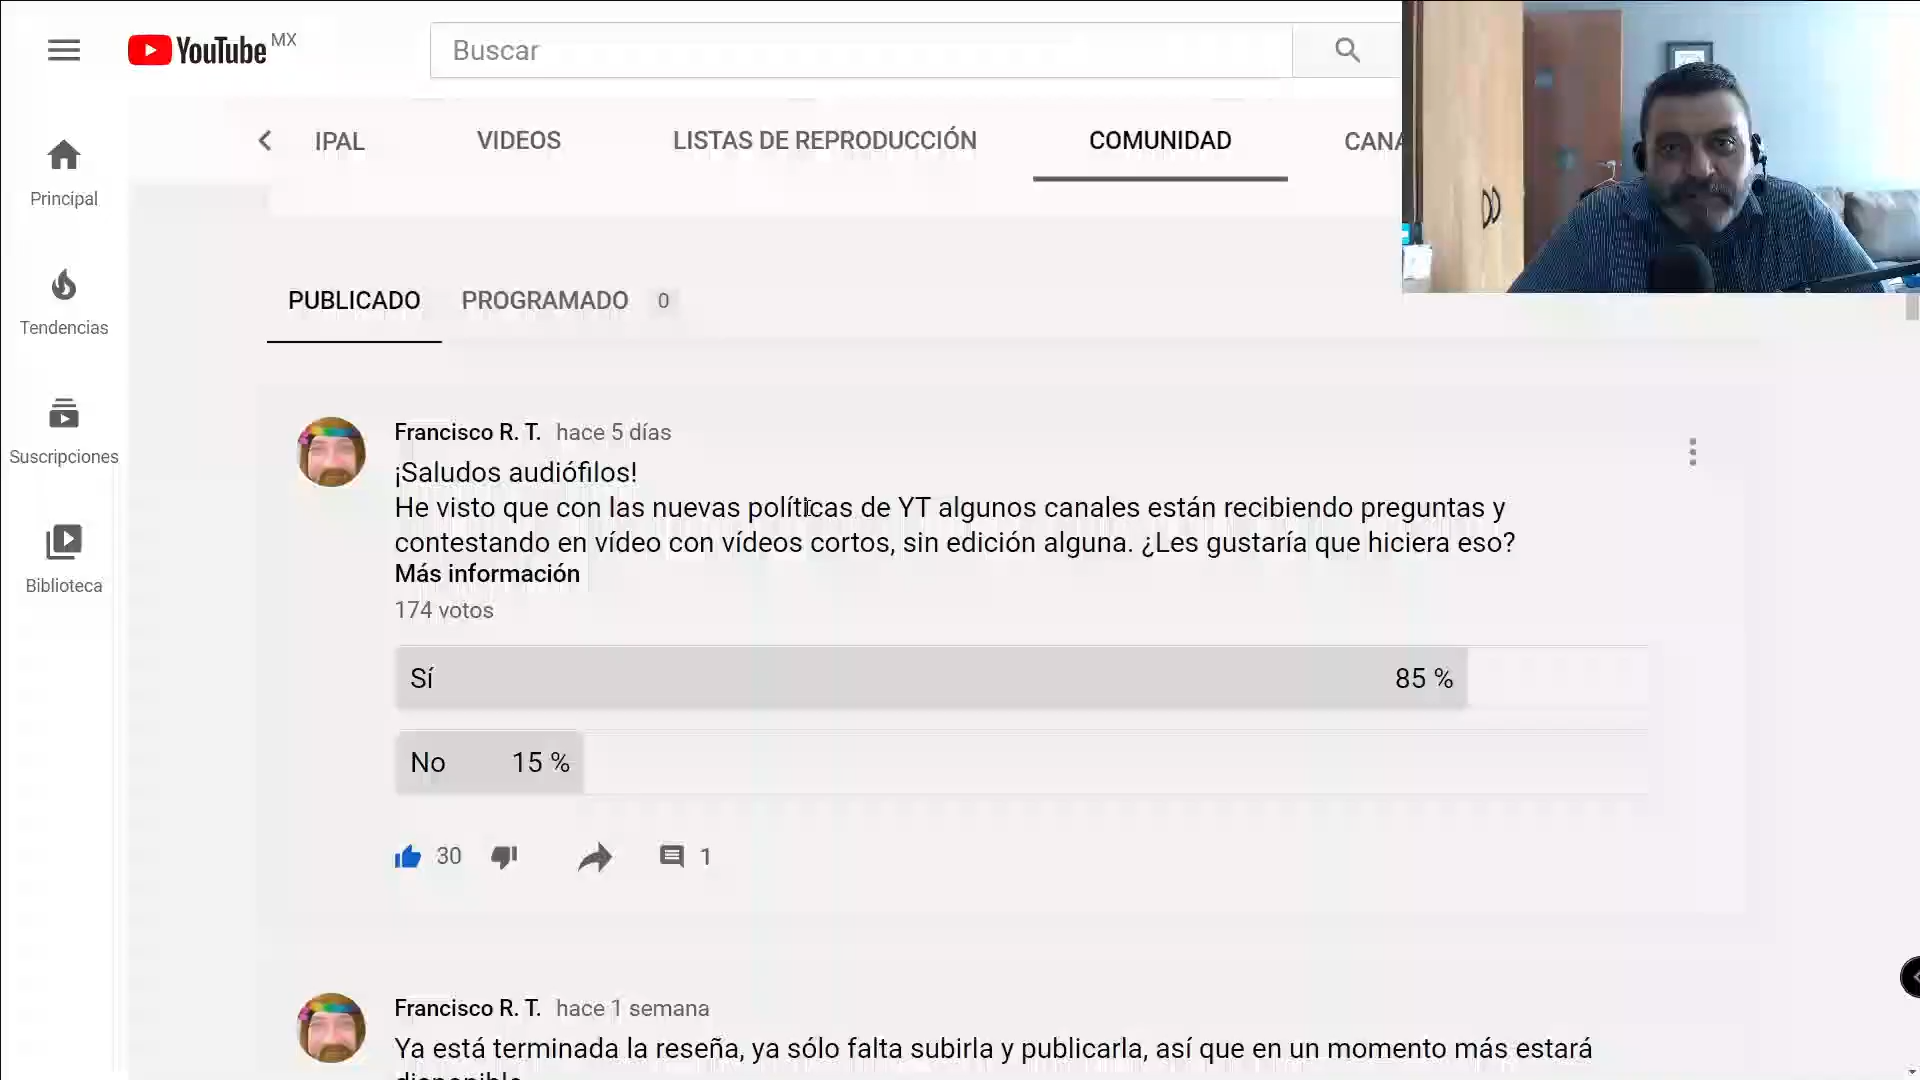 YouTube MX
Buscar
IPAL
VIDEOS
LISTAS DE REPRODUCCIÓN
COMUNIDAD
Principal
Tendencias
Suscripciones
Biblioteca
PUBLICADO
PROGRAMADO 0
Francisco R. T. hace 5 días
¡Saludos audiófilos!
He visto que con las nuevas políticas de YT algunos canales están recibiendo preguntas y
contestando en vídeo con vídeos cortos, sin edición alguna. ¿Les gustaría que hiciera eso?
Más información
174 votos
Sí 85 %
No 15 %
30
1
Francisco R. T. hace 1 semana
Ya está terminada la reseña, ya sólo falta subirla y publicarla, así que en un momento más estará